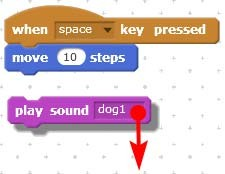 when space key pressed
move 10 steps
play sound dog1